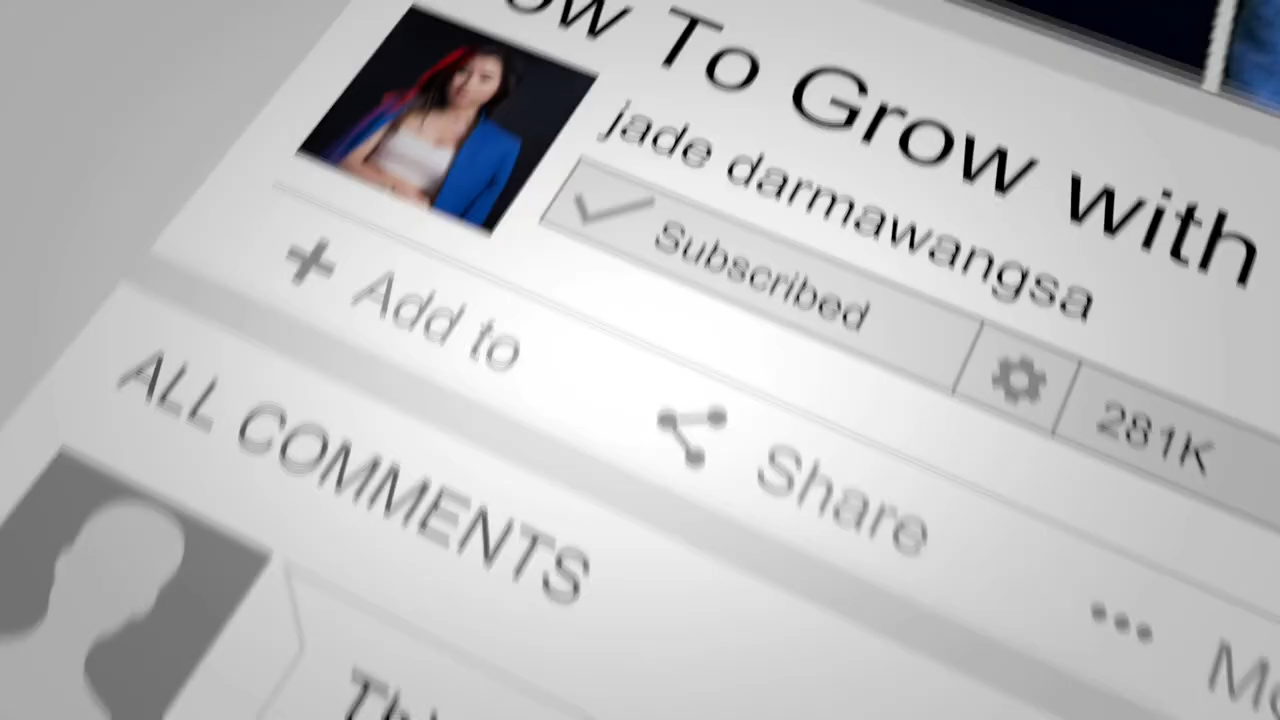 ow To Grow with
jade darmawangsa
Subscribed
281K
Add to
Share
ALL COMMENTS